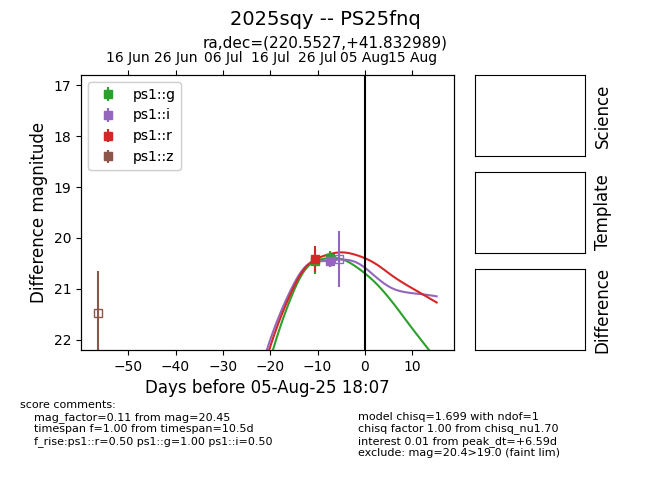 2025sqy -- PS25fnq
ra,dec=(220.5527,+41.832989)
16 Jun 26 Jun 06 Jul 16 Jul 26 Jul 05 Aug 15 Aug
ps1::g
ps1::i
ps1::r
ps1::z
17
18
19
20
21
22
Difference magnitude
−50 −40 −30 −20 −10 0 10
Days before 05-Aug-25 18:07
Science
Template
Difference
score comments:
mag_factor=0.11 from mag=20.45
timespan f=1.00 from timespan=10.5d
f_rise:ps1::r=0.50 ps1::g=1.00 ps1::i=0.50
model chisq=1.699 with ndof=1
chisq factor 1.00 from chisq_nu1.70
interest 0.01 from peak_dt=+6.59d
exclude: mag=20.4>19.0 (faint lim)